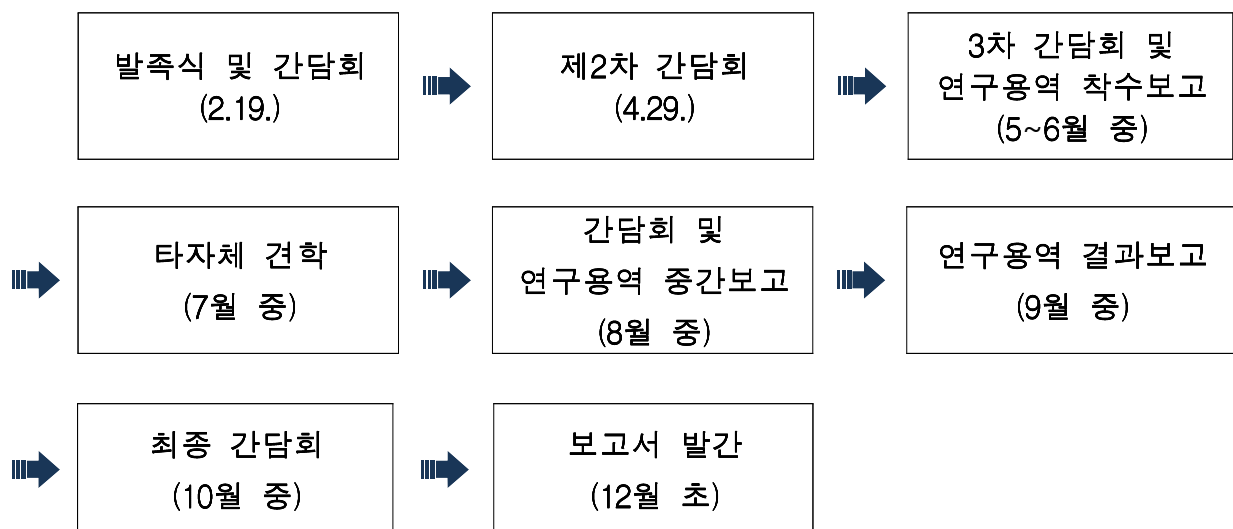 발족식 및 간담회
(2.19.)
제2차 간담회
(4.29.)
3차 간담회 및
연구용역 착수보고
(5~6월 중)
타자체 견학
(7월 중)
간담회 및
연구용역 중간보고
(8월 중)
연구용역 결과보고
(9월 중)
최종 간담회
(10월 중)
보고서 발간
(12월 초)